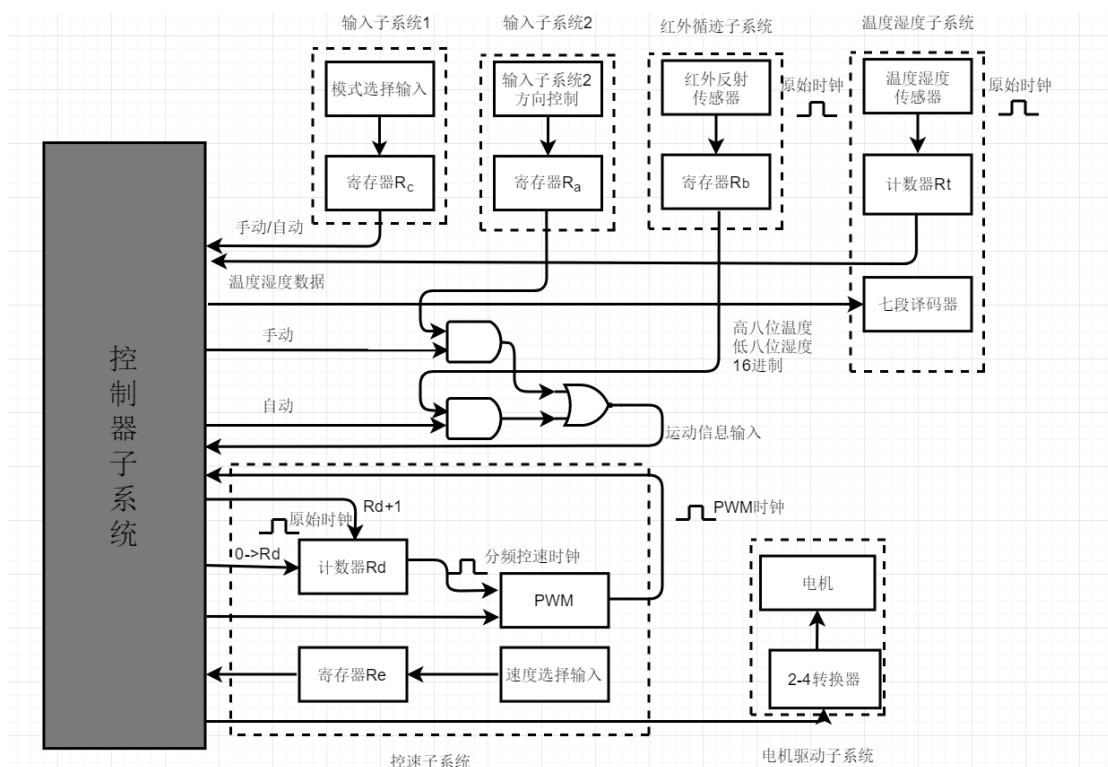 输入子系统1
输入子系统2
红外循迹子系统
温度湿度子系统
模式选择输入
输入子系统2
方向控制
红外反射
传感器
原始时钟
温度湿度
传感器
原始时钟
寄存器Rc
寄存器Ra
寄存器Rb
计数器Rt
手动/自动
温度湿度数据
七段译码器
手动
高八位温度
低八位湿度
16进制
控制器子系统
自动
运动信息输入
Rd+1
PWM时钟
原始时钟
0->Rd
计数器Rd
分频控速时钟
PWM
电机
寄存器Re
速度选择输入
2-4转换器
控速子系统
电机驱动子系统